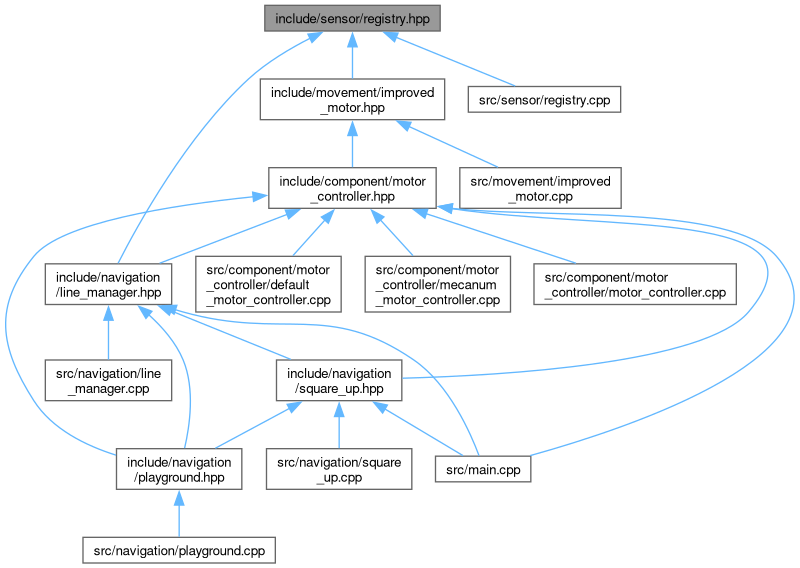 include/sensor/registry.hpp
include/movement/improved
_motor.hpp
src/sensor/registry.cpp
include/component/motor
_controller.hpp
src/movement/improved
_motor.cpp
include/navigation
/line_manager.hpp
src/component/motor
_controller/default
_motor_controller.cpp
src/component/motor
_controller/mecanum
_motor_controller.cpp
src/component/motor
_controller/motor_controller.cpp
src/navigation/line
_manager.cpp
include/navigation
/square_up.hpp
include/navigation
/playground.hpp
src/navigation/square
_up.cpp
src/main.cpp
src/navigation/playground.cpp